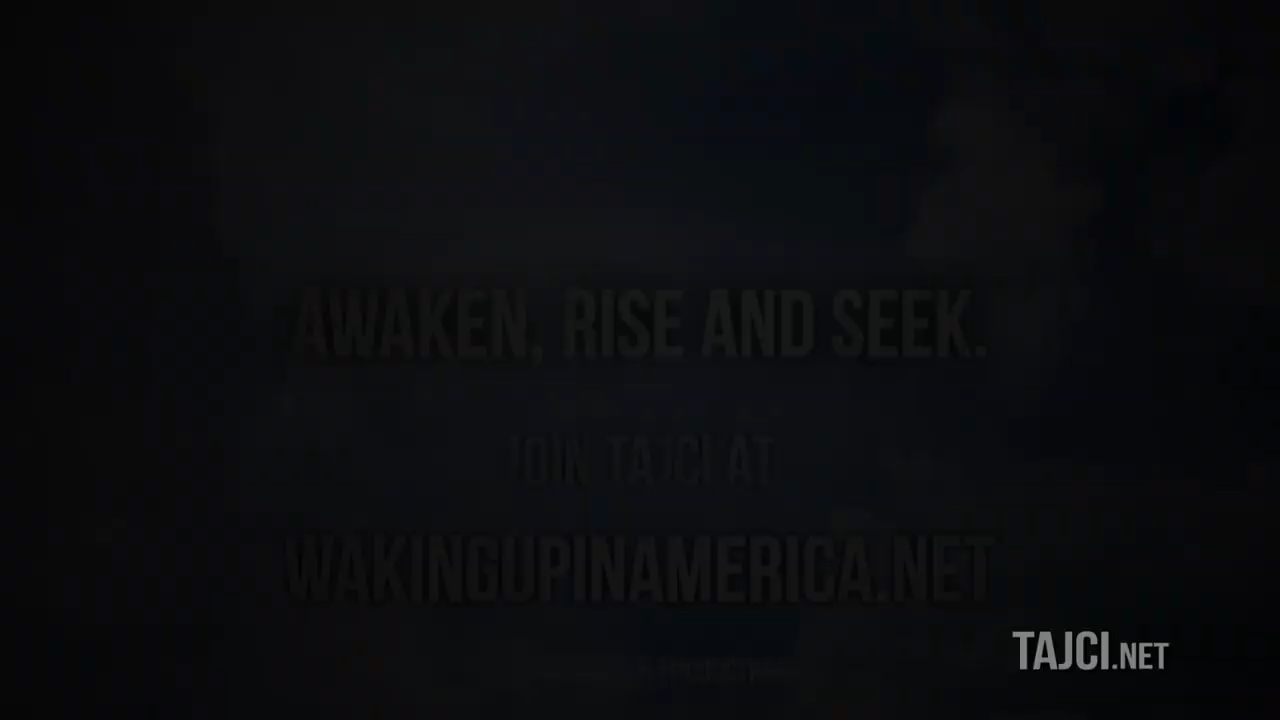 AWAKEN, RISE AND SEEK.
JOIN TAJCI AT
WAKINGUPINAMERICA.NET
TAJCI.NET